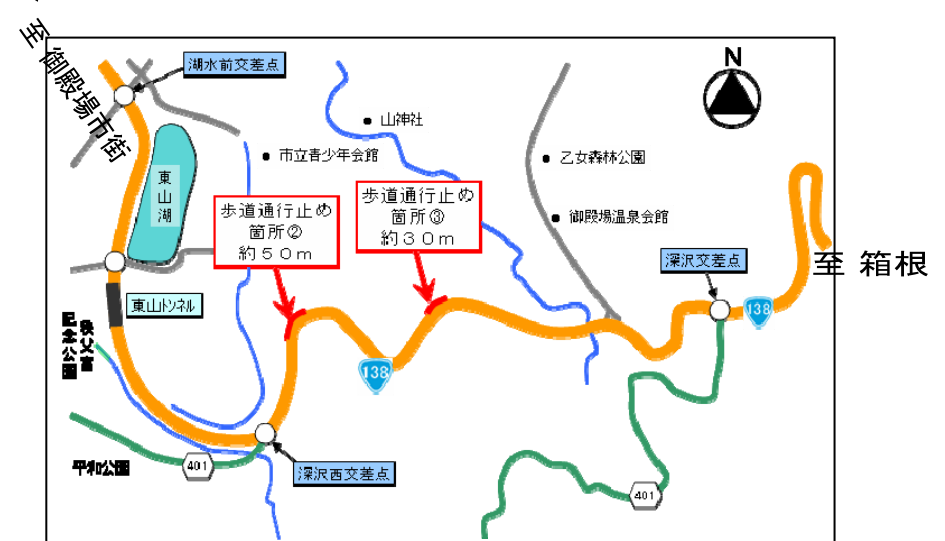 至 御殿場市街
湖水前交差点
N
山神社
市立青少年会館
乙女森林公園
東山湖
歩道通行止め
箇所②
約50m
歩道通行止め
箇所③
約30m
御殿場温泉会館
深沢交差点
至 箱根
東山トンネル
138
秩父宮
記念公園
138
平和公園
401
深沢西交差点
401